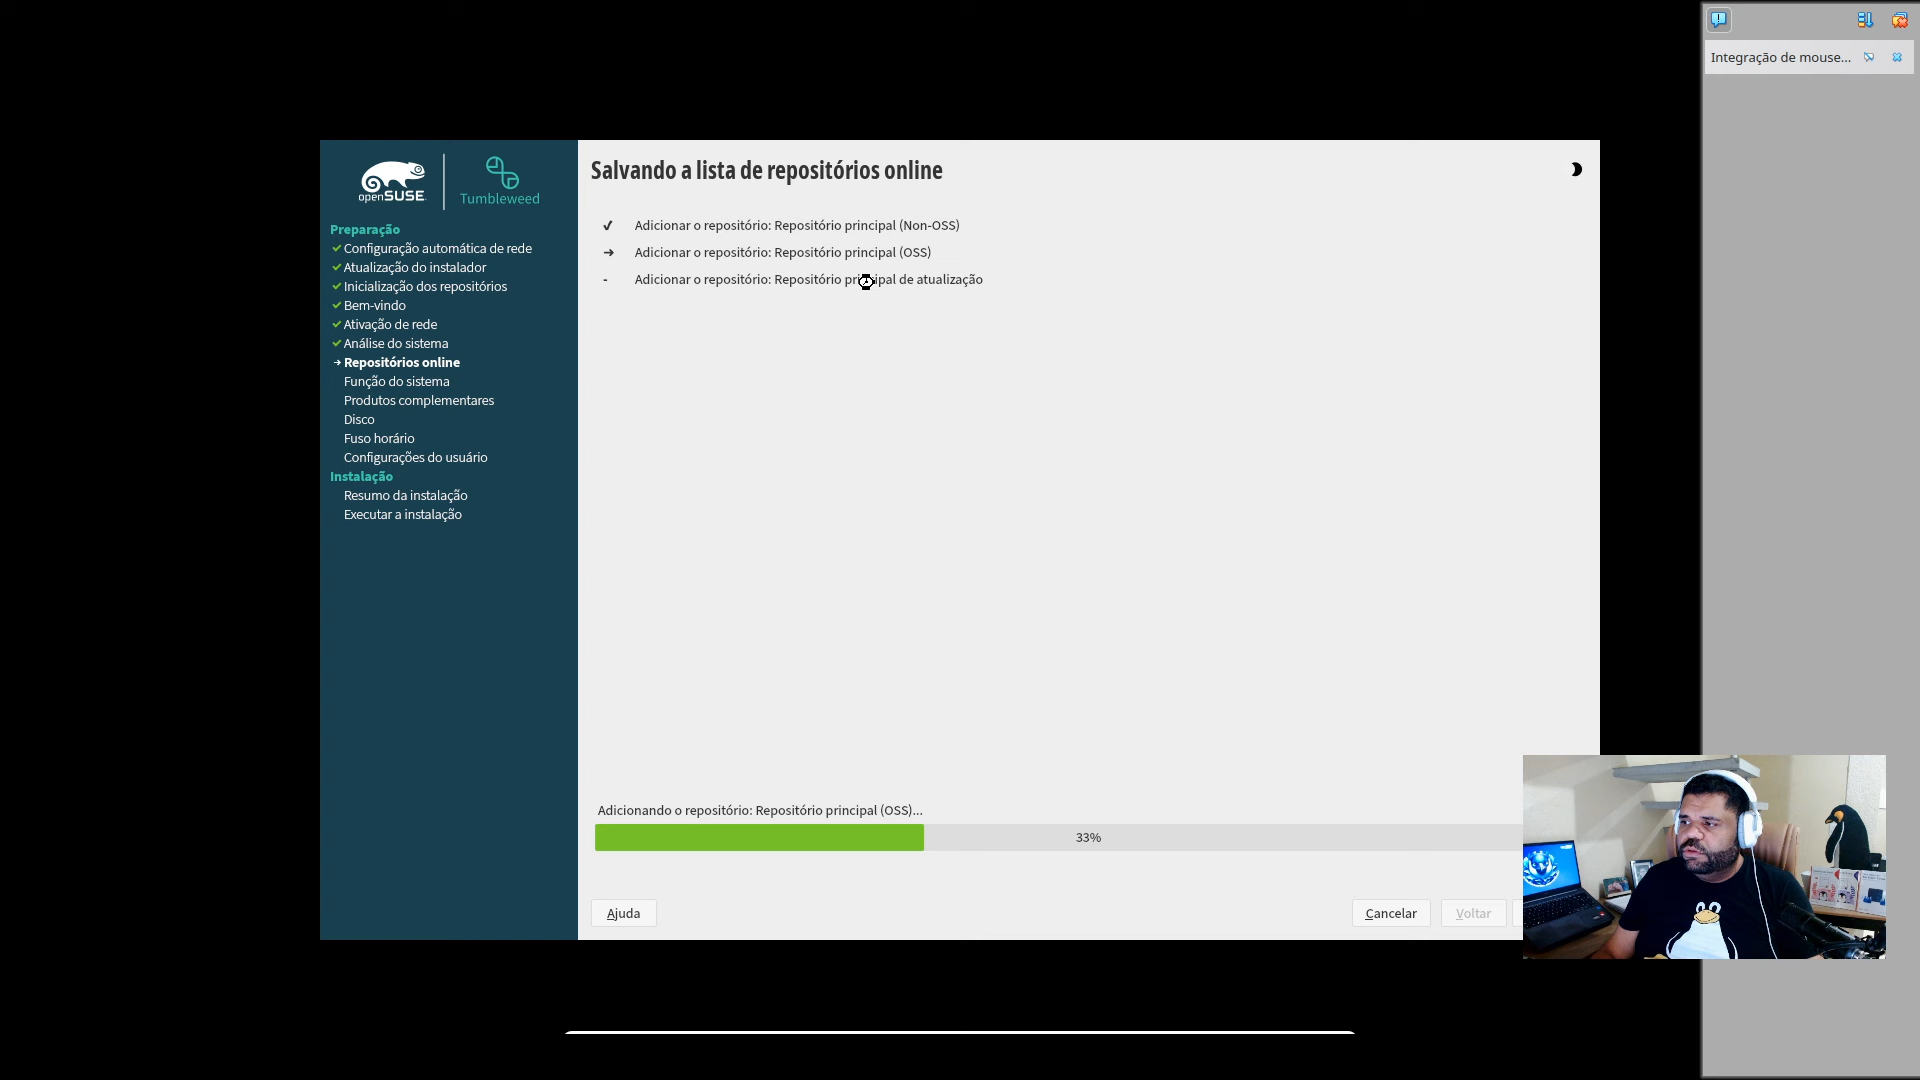 Integração de mouse...
openSUSE
Tumbleweed
Preparação
Configuração automática de rede
Atualização do instalador
Inicialização dos repositórios
Bem-vindo
Ativação de rede
Análise do sistema
Repositórios online
Função do sistema
Produtos complementares
Disco
Fuso horário
Configurações do usuário
Instalação
Resumo da instalação
Executar a instalação
Salvando a lista de repositórios online
Adicionar o repositório: Repositório principal (Non-OSS)
Adicionar o repositório: Repositório principal (OSS)
- Adicionar o repositório: Repositório principal de atualização
Adicionando o repositório: Repositório principal (OSS)...
33%
Ajuda
Cancelar
Voltar